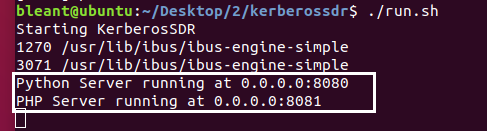 bleant@ubuntu:~/Desktop/2/kerberossdr$ ./run.sh
Starting KerberosSDR
1270 /usr/lib/ibus/ibus-engine-simple
3071 /usr/lib/ibus/ibus-engine-simple
Python Server running at 0.0.0.0:8080
PHP Server running at 0.0.0.0:8081